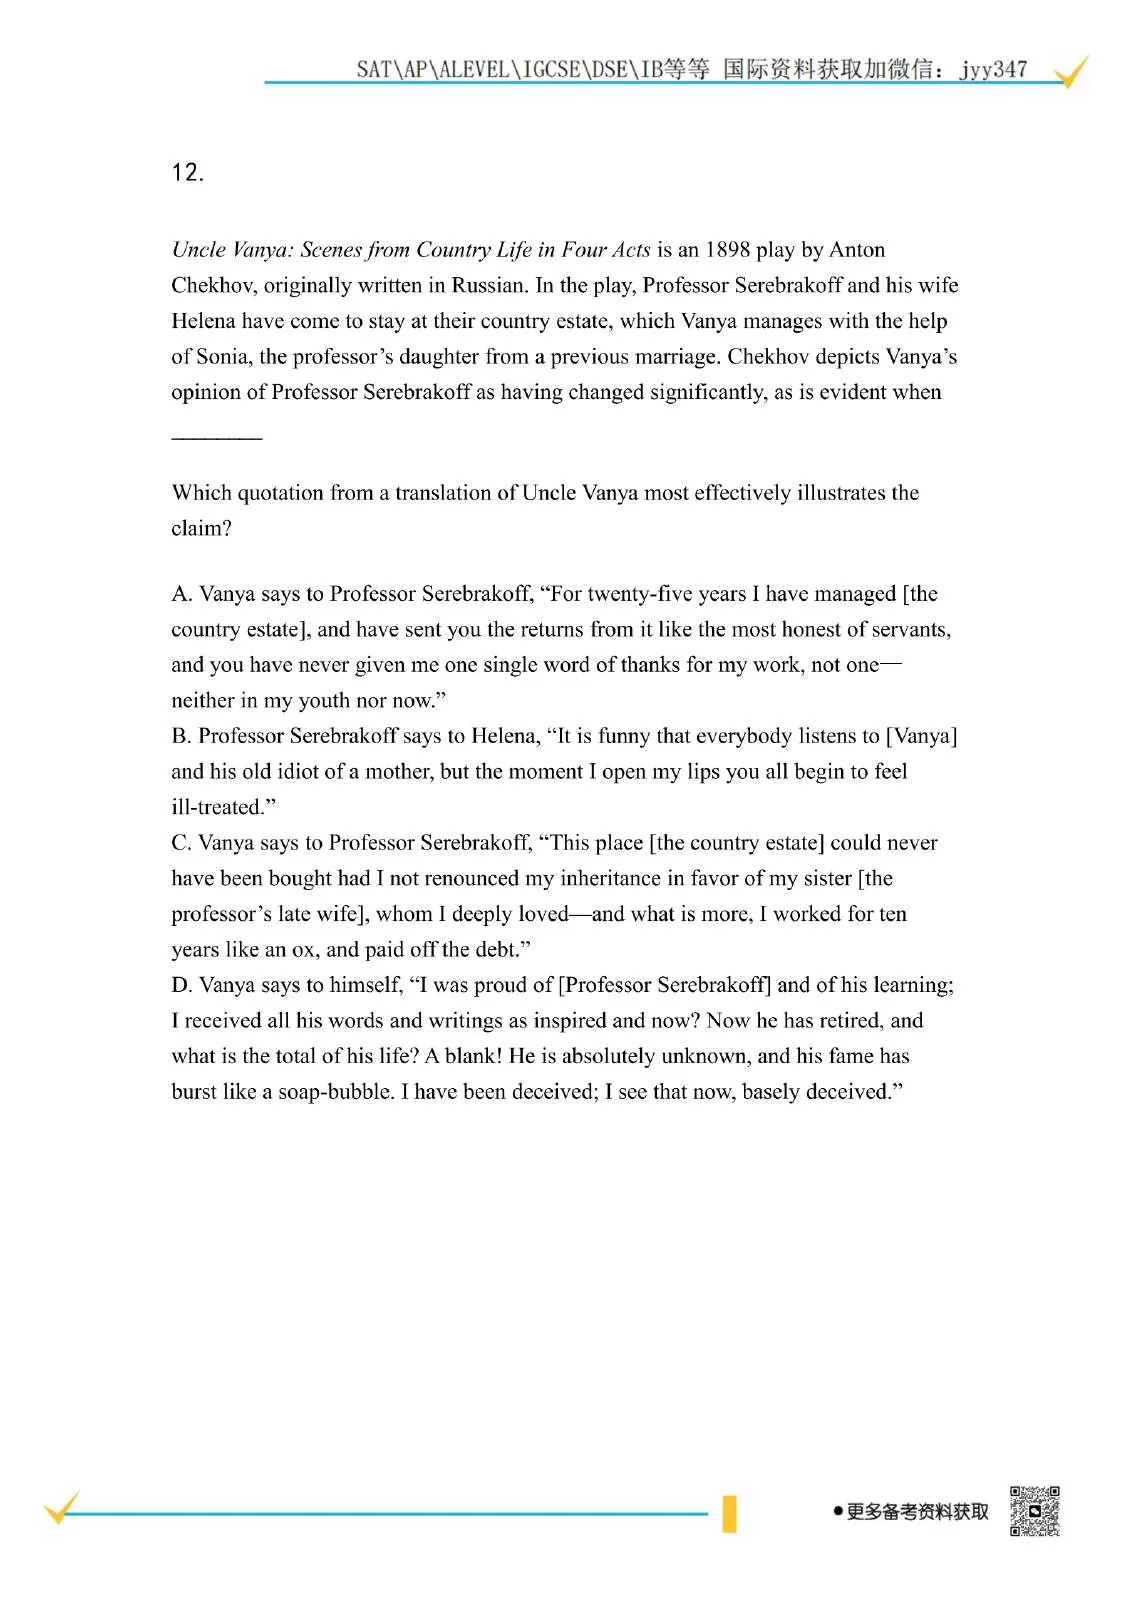 SAT\AP\ALEVEL\IGCSE\DSE\IB等等 国际资料获取加微信：jyy347
12.
Uncle Vanya: Scenes from Country Life in Four Acts is an 1898 play by Anton
Chekhov, originally written in Russian. In the play, Professor Serebrakoff and his wife
Helena have come to stay at their country estate, which Vanya manages with the help
of Sonia, the professor’s daughter from a previous marriage. Chekhov depicts Vanya’s
opinion of Professor Serebrakoff as having changed significantly, as is evident when
________
Which quotation from a translation of Uncle Vanya most effectively illustrates the
claim?
A. Vanya says to Professor Serebrakoff, “For twenty-five years I have managed [the
country estate], and have sent you the returns from it like the most honest of servants,
and you have never given me one single word of thanks for my work, not one—
neither in my youth nor now.”
B. Professor Serebrakoff says to Helena, “It is funny that everybody listens to [Vanya]
and his old idiot of a mother, but the moment I open my lips you all begin to feel
ill-treated.”
C. Vanya says to Professor Serebrakoff, “This place [the country estate] could never
have been bought had I not renounced my inheritance in favor of my sister [the
professor’s late wife], whom I deeply loved—and what is more, I worked for ten
years like an ox, and paid off the debt.”
D. Vanya says to himself, “I was proud of [Professor Serebrakoff] and of his learning;
I received all his words and writings as inspired and now? Now he has retired, and
what is the total of his life? A blank! He is absolutely unknown, and his fame has
burst like a soap-bubble. I have been deceived; I see that now, basely deceived.”
●更多备考资料获取